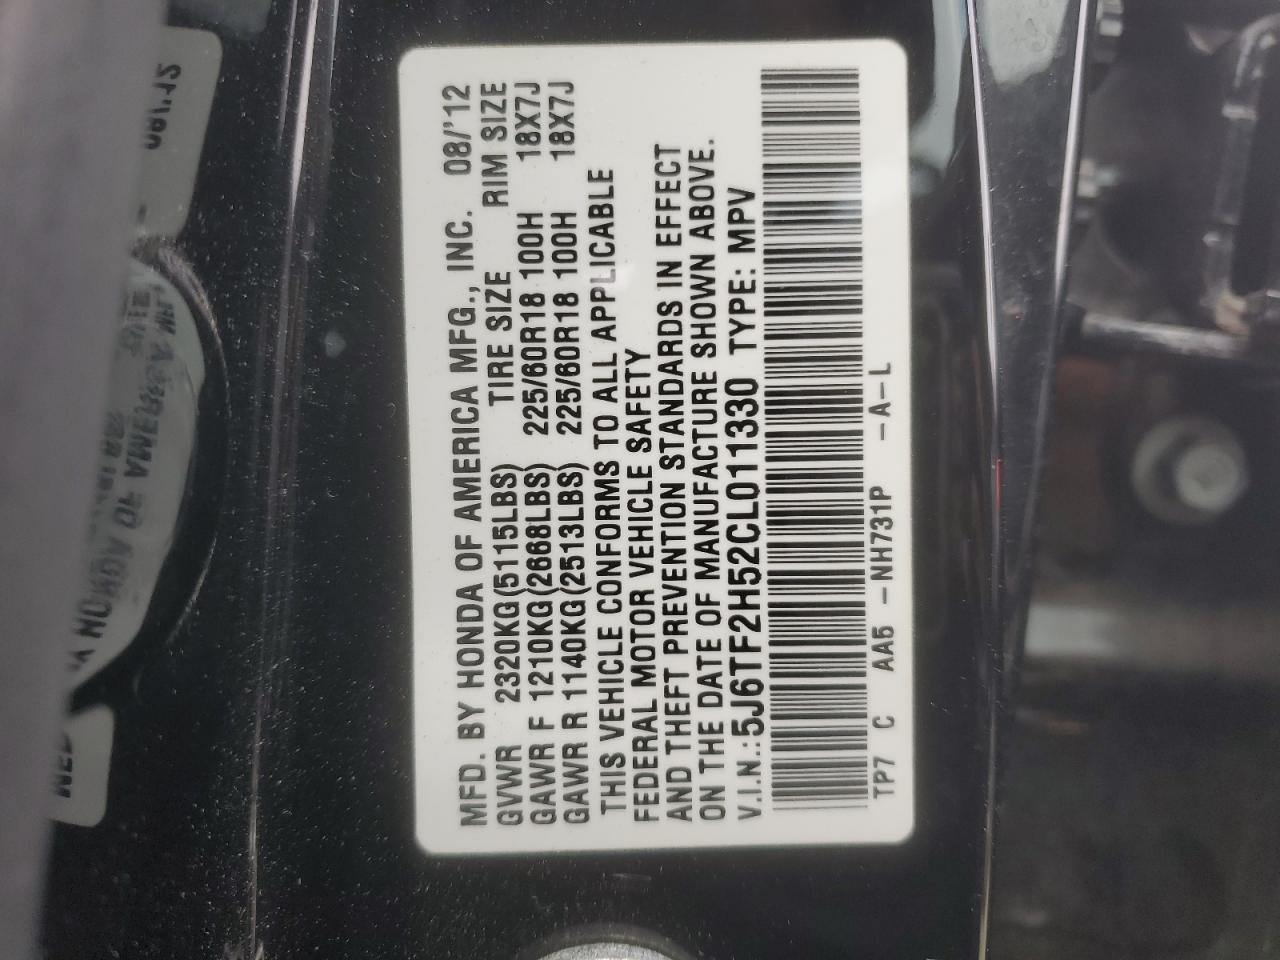 MFD. BY HONDA OF AMERICA MFG., INC. 08/'12
GVWR 2320KG(5115LBS) TIRE SIZE RIM SIZE
GAWR F 1210KG(2668LBS) 225/60R18 100H 18X7J
GAWR R 1140KG(2513LBS) 225/60R18 100H 18X7J
THIS VEHICLE CONFORMS TO ALL APPLICABLE
FEDERAL MOTOR VEHICLE SAFETY
AND THEFT PREVENTION STANDARDS IN EFFECT
ON THE DATE OF MANUFACTURE SHOWN ABOVE.
V.I.N.:5J6TF2H52CL011330 TYPE: MPV
TP7 C AA5 -NH731P -A-L